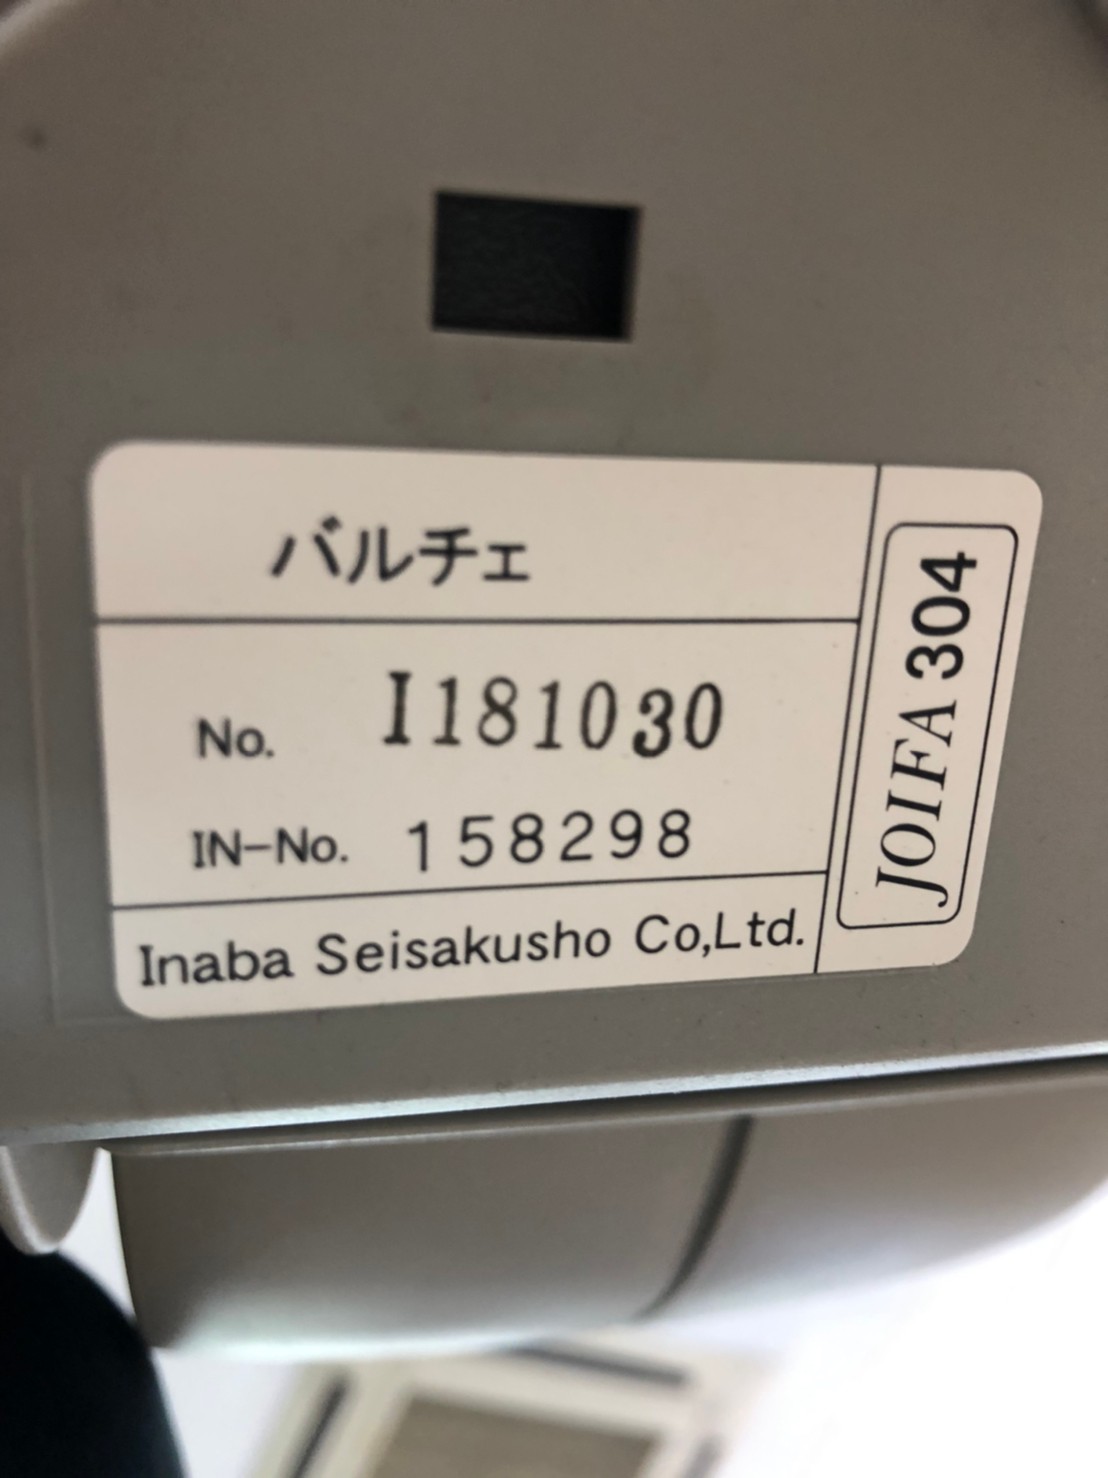 バルチェ
No. I181030
IN-No. 158298
Inaba Seisakusho Co,Ltd.
JOIFA 304